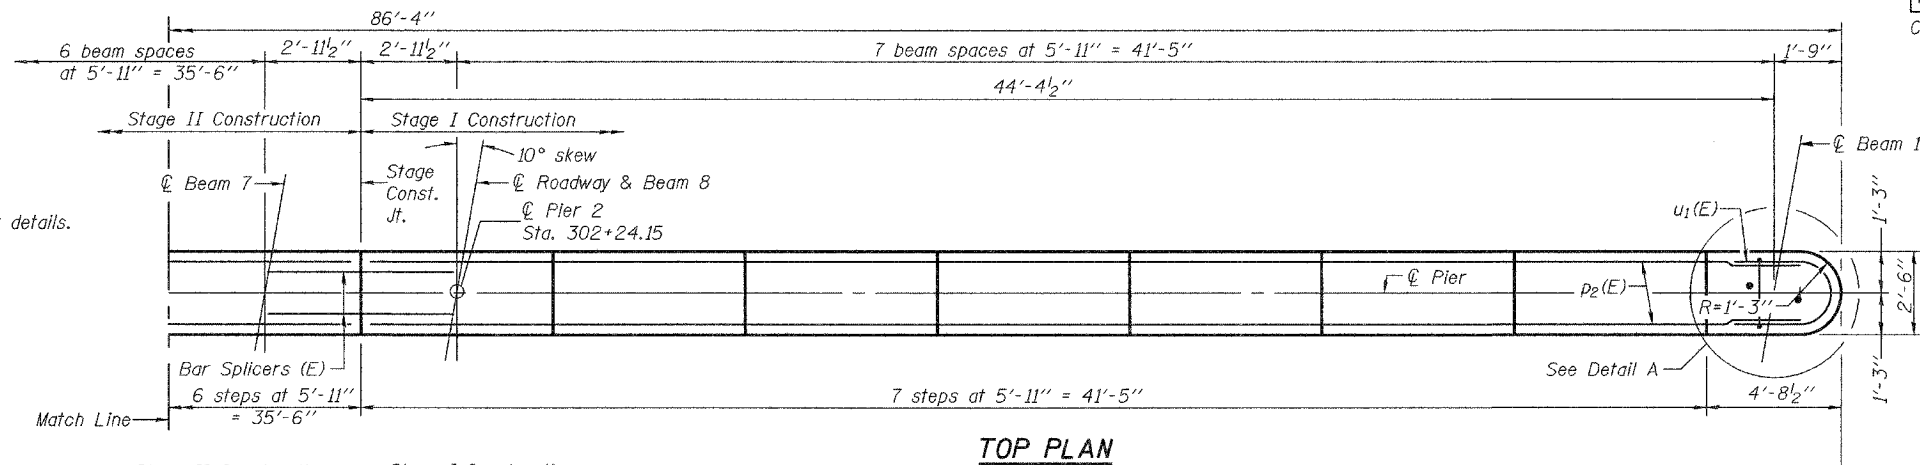 86'-4"
6 beam spaces
at 5'-11" = 35'-6"
2'-11½"
2'-11½"
7 beam spaces at 5'-11" = 41'-5"
1'-9"
44'-4½"
Stage II Construction
Stage I Construction
10° skew
℄ Beam 1
℄ Beam 7
Stage
Const.
Jt.
℄ Roadway & Beam 8
℄ Pier 2
Sta. 302+24.15
details.
u₁(E)
1'-3"
℄ Pier
p₂(E)
R=1'-3"
2'-6"
Bar Splicers (E)
See Detail A
1'-3"
6 steps at 5'-11"
= 35'-6"
7 steps at 5'-11" = 41'-5"
4'-8½"
Match Line
TOP PLAN